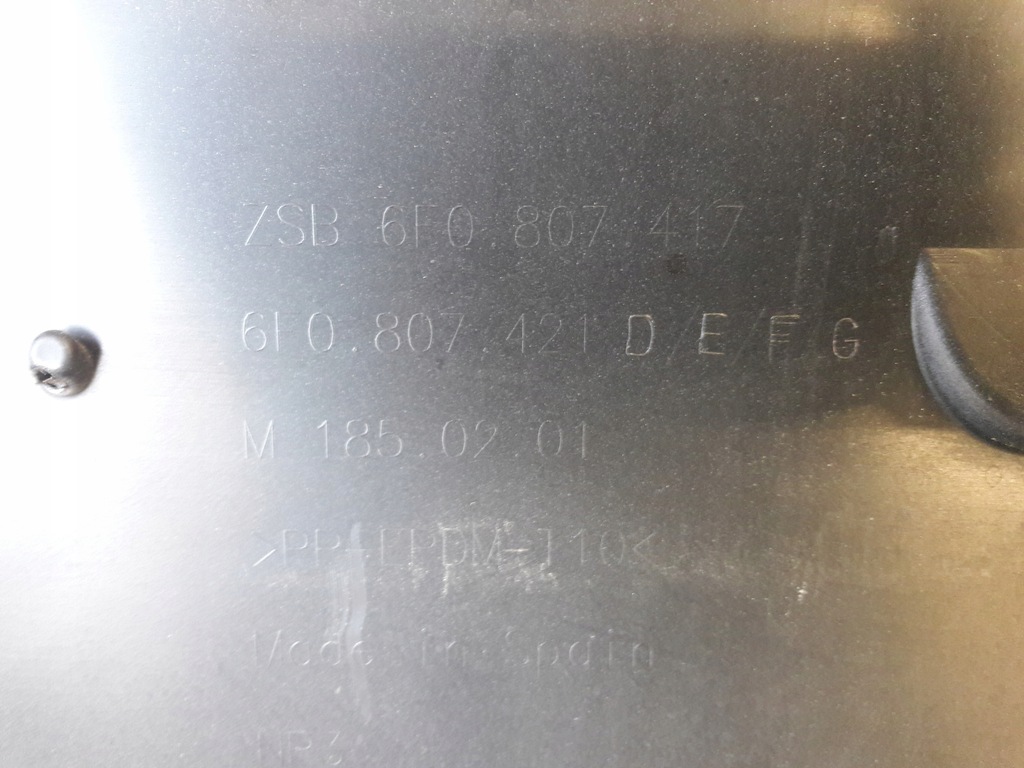 ZSB 6F0.807.417
6F0.807.421 D/E/F/G
M 185.02.01
>PP+EPDM-T10<
Made in Spain